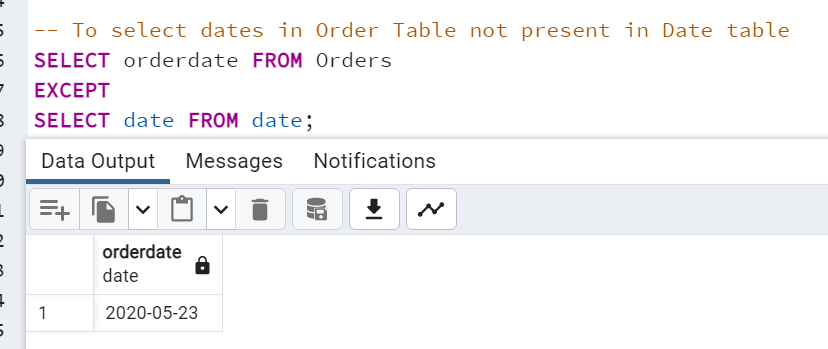 -- To select dates in Order Table not present in Date table
SELECT orderdate FROM Orders
EXCEPT
SELECT date FROM date;
Data Output Messages Notifications
orderdate
date
1 2020-05-23